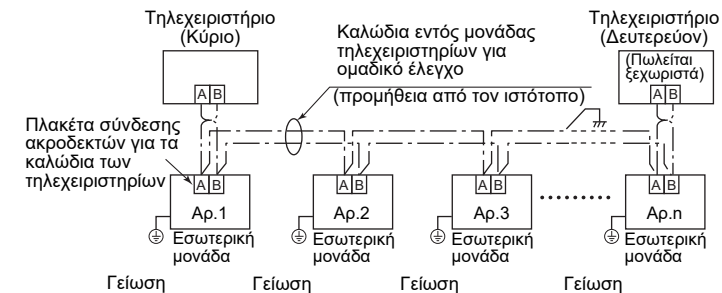 Τηλεχειριστήριο
(Κύριο)
Καλώδια εντός μονάδας
τηλεχειριστηρίων για
ομαδικό έλεγχο
(προμήθεια από τον ιστότοπο)
Τηλεχειριστήριο
(Δευτερεύον)
(Πωλείται
ξεχωριστά)
A B
A B
Πλακέτα σύνδεσης
ακροδεκτών για τα
καλώδια των
τηλεχειριστηρίων
A B
A B
A B
A B
Αρ.1
Αρ.2
Αρ.3
Αρ.n
Εσωτερική
μονάδα
Εσωτερική
μονάδα
Εσωτερική
μονάδα
Εσωτερική
μονάδα
Γείωση
Γείωση
Γείωση
Γείωση